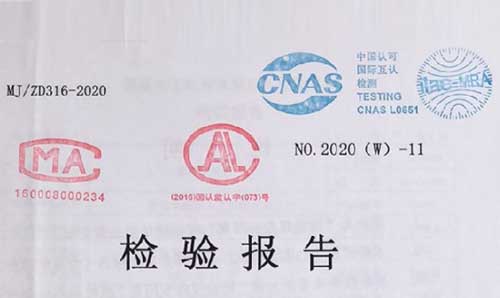 MJ/ZD316-2020
CNAS
中国认可
国际互认
检测
TESTING
CNAS L0651
ilac-MRA
MA
160008000234
CAL
(2016)国认监认字(073)号
NO.2020(W)-11
检验报告